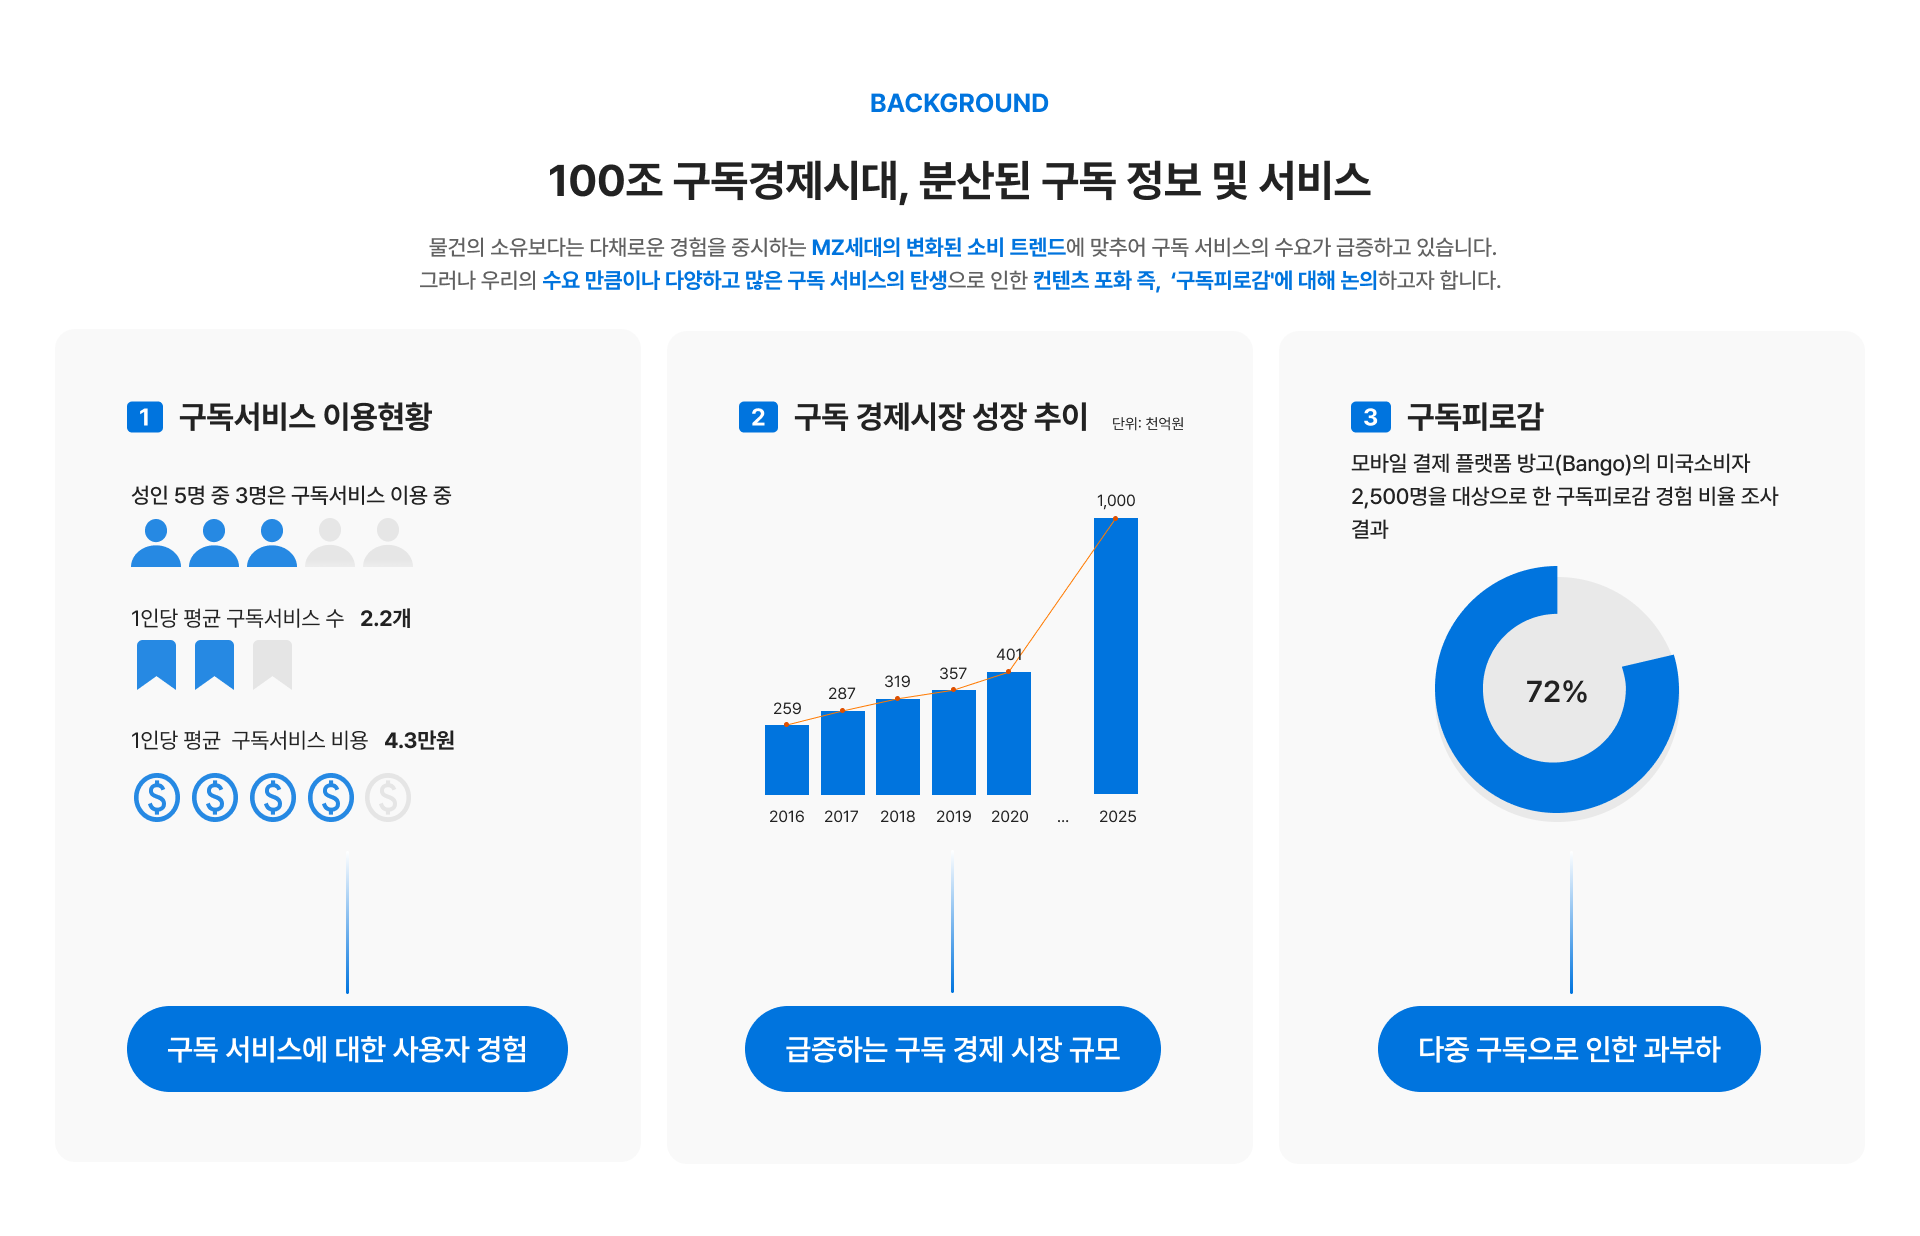 BACKGROUND
100조 구독경제시대, 분산된 구독 정보 및 서비스
물건의 소유보다는 다채로운 경험을 중시하는 MZ세대의 변화된 소비 트렌드에 맞추어 구독 서비스의 수요가 급증하고 있습니다.
그러나 우리의 수요 만큼이나 다양하고 많은 구독 서비스의 탄생으로 인한 컨텐츠 포화 즉, ‘구독피로감'에 대해 논의하고자 합니다.
1 구독서비스 이용현황
성인 5명 중 3명은 구독서비스 이용 중
1인당 평균 구독서비스 수 2.2개
1인당 평균 구독서비스 비용 4.3만원
구독 서비스에 대한 사용자 경험
2 구독 경제시장 성장 추이 단위: 천억원
1,000
401
357
319
287
259
2016 2017 2018 2019 2020 ... 2025
급증하는 구독 경제 시장 규모
3 구독피로감
모바일 결제 플랫폼 방고(Bango)의 미국소비자
2,500명을 대상으로 한 구독피로감 경험 비율 조사
결과
72%
다중 구독으로 인한 과부하